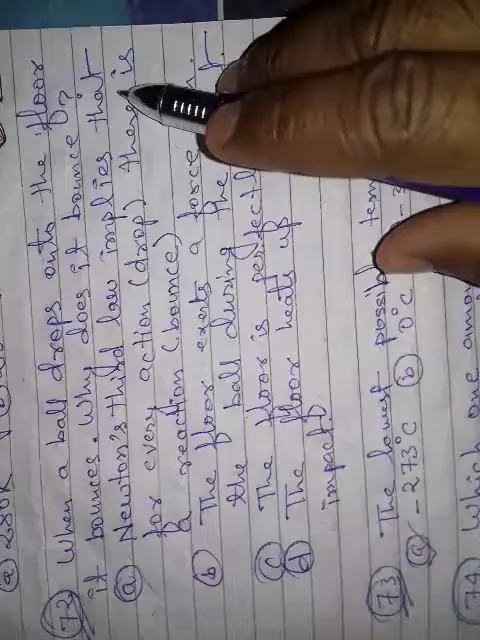 (a) 280K
(72) When a ball drops onto the floor
it bounces. Why does it bounce?
(a) Newton's third law implies that
for every action (drop) there is
a reaction (bounce)
(b) The floor exerts a force
the ball during the
(c) The floor is perfectly
(d) The floor heats up
impact
(73) The lowest possible
(a) -273°C (b) 0°C
(74. Which one